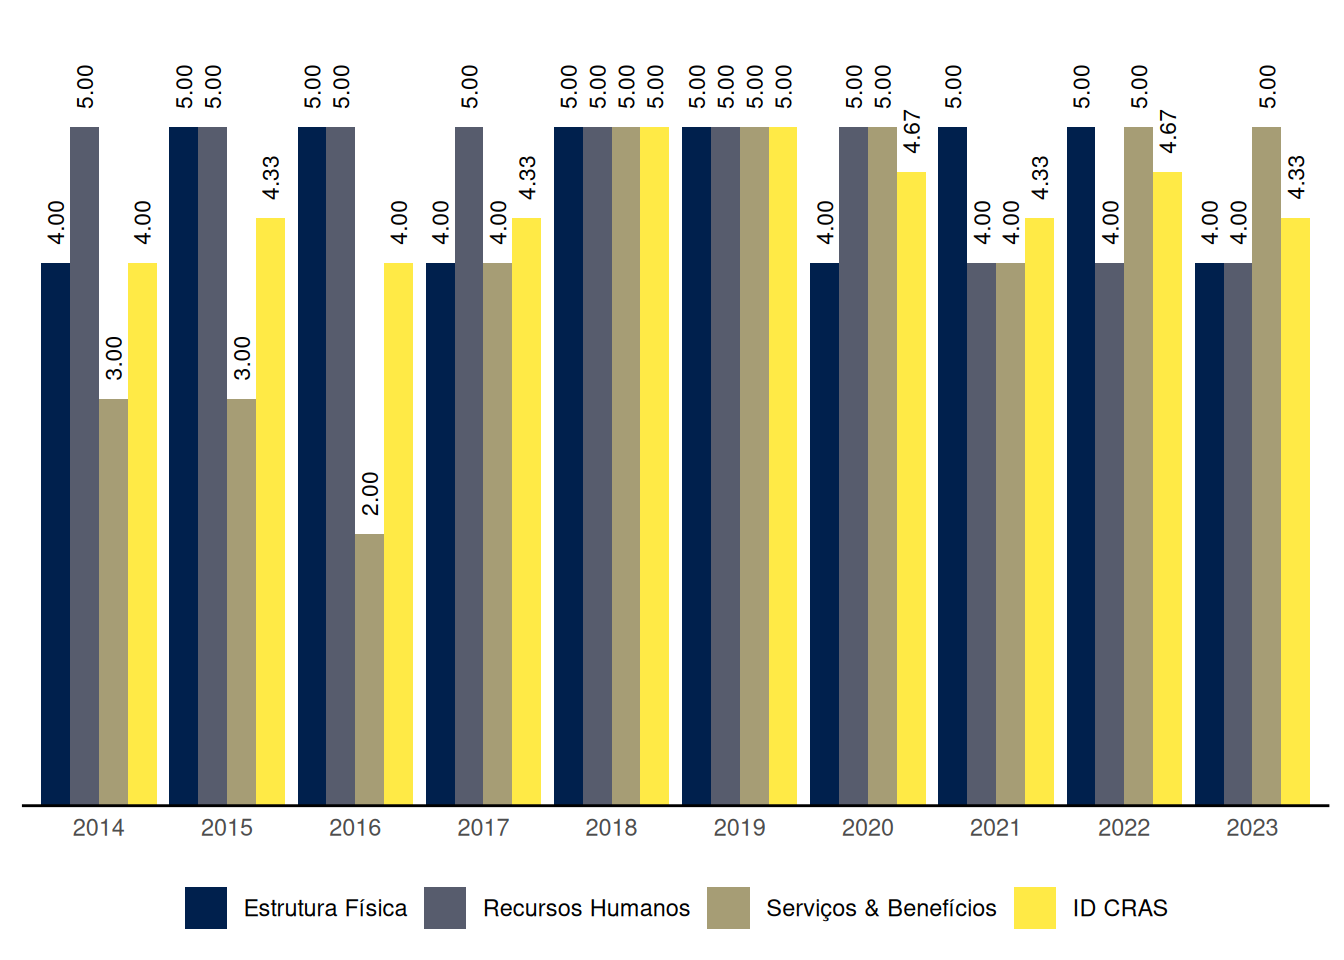 4.00 5.00 3.00 4.00
5.00 5.00 3.00 4.33
5.00 5.00 2.00 4.00
4.00 5.00 4.00 4.33
5.00 5.00 5.00 5.00
5.00 5.00 5.00 5.00
4.00 5.00 5.00 4.67
5.00 4.00 4.00 4.33
5.00 4.00 5.00 4.67
4.00 4.00 5.00 4.33
2014 2015 2016 2017 2018 2019 2020 2021 2022 2023
Estrutura Física Recursos Humanos Serviços & Benefícios ID CRAS